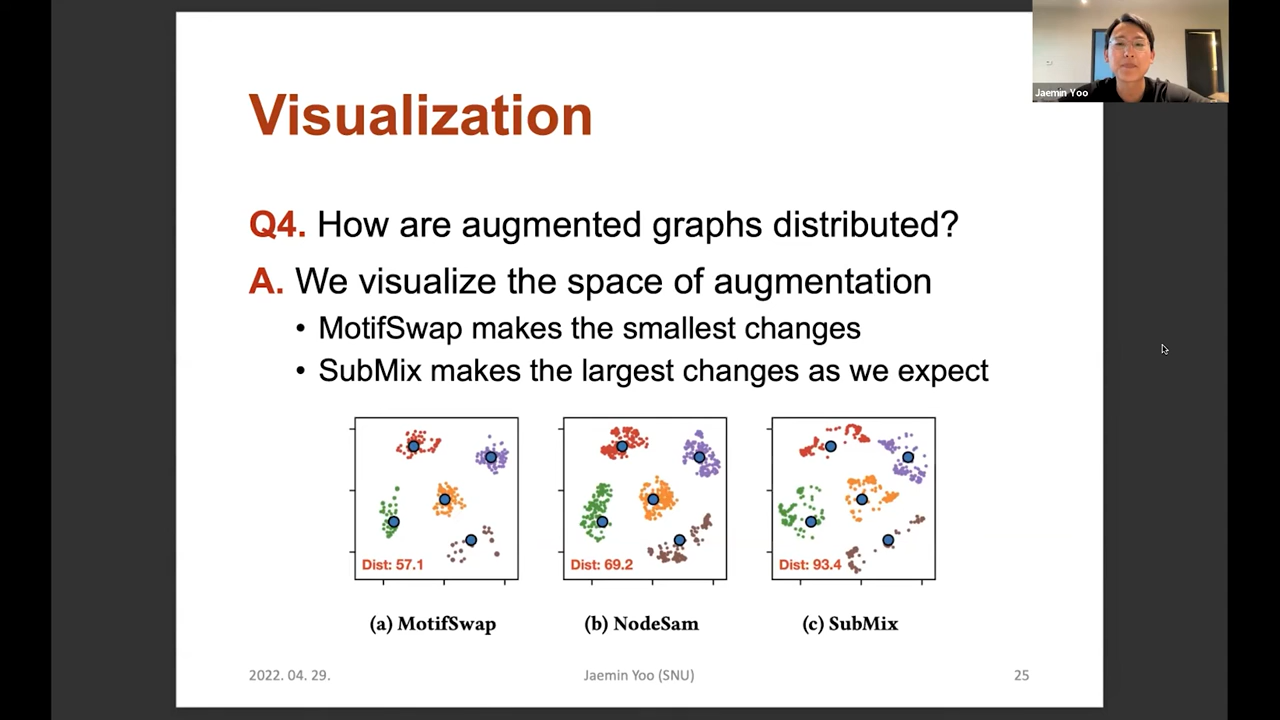 Jaemin Yoo
Visualization
Q4. How are augmented graphs distributed?
A. We visualize the space of augmentation
• MotifSwap makes the smallest changes
• SubMix makes the largest changes as we expect
Dist: 57.1
Dist: 69.2
Dist: 93.4
(a) MotifSwap
(b) NodeSam
(c) SubMix
2022. 04. 29.
Jaemin Yoo (SNU)
25